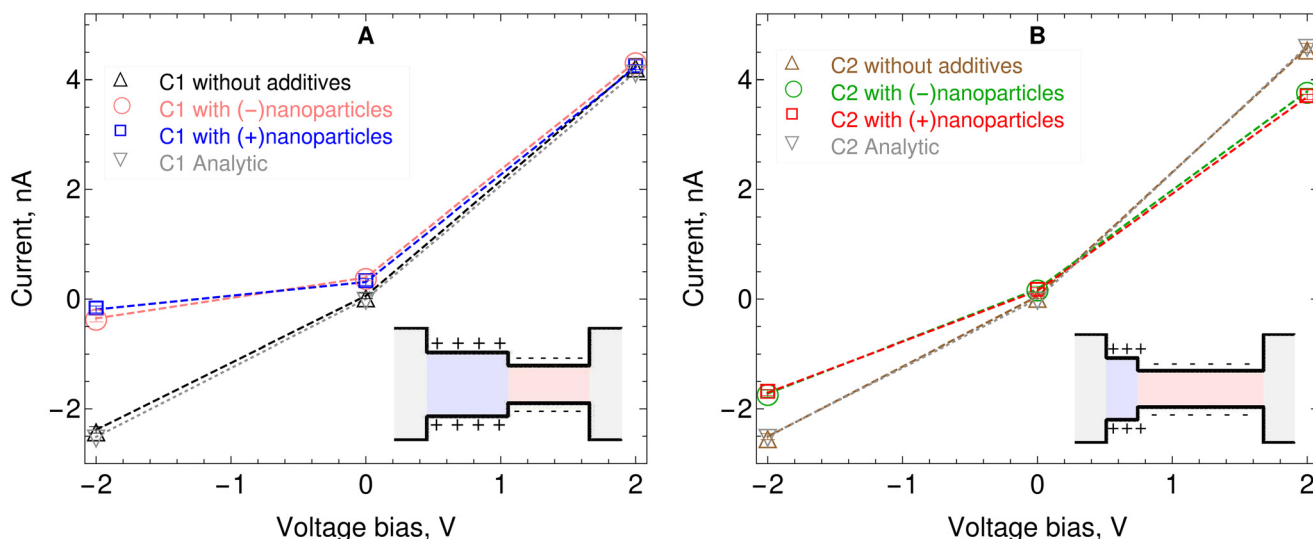 A
C1 without additives
C1 with (−)nanoparticles
C1 with (+)nanoparticles
C1 Analytic
Current, nA
4
2
0
−2
+ + + +
- - - - - -
- - - - - -
+ + + +
−2 −1 0 1 2
Voltage bias, V
B
C2 without additives
C2 with (−)nanoparticles
C2 with (+)nanoparticles
C2 Analytic
Current, nA
4
2
0
−2
+++
- - - - - -
- - - - - -
+++
−2 −1 0 1 2
Voltage bias, V